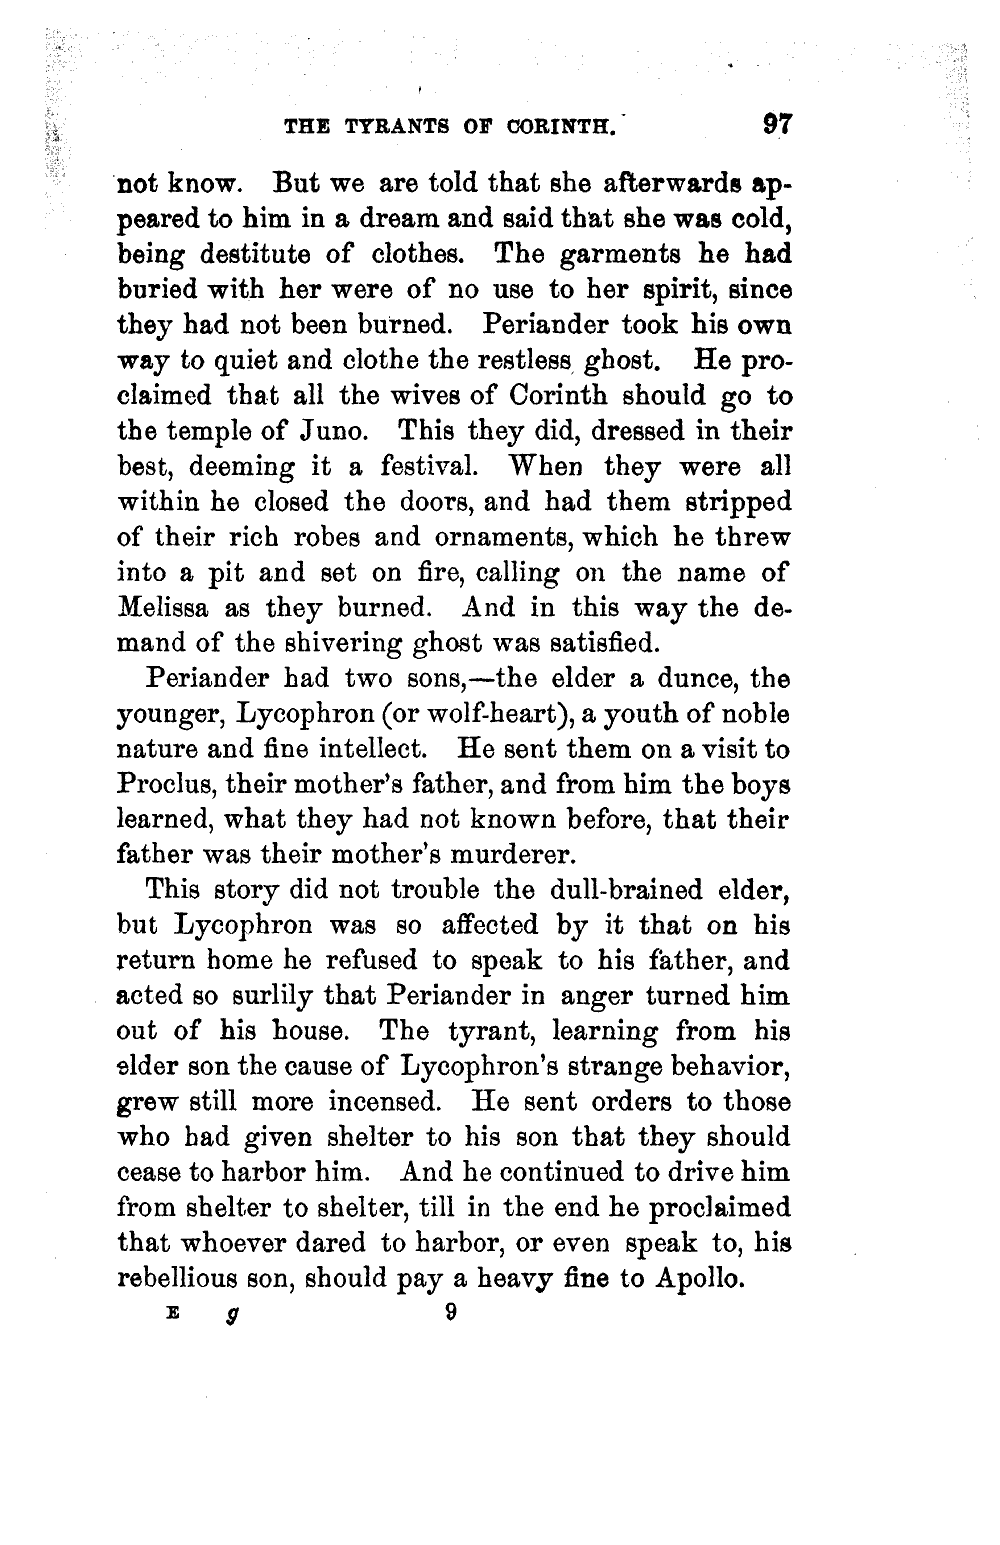 THE TYRANTS OF CORINTH. 97
not know. But we are told that she afterwards ap-
peared to him in a dream and said that she was cold,
being destitute of clothes. The garments he had
buried with her were of no use to her spirit, since
they had not been burned. Periander took his own
way to quiet and clothe the restless ghost. He pro-
claimed that all the wives of Corinth should go to
the temple of Juno. This they did, dressed in their
best, deeming it a festival. When they were all
within he closed the doors, and had them stripped
of their rich robes and ornaments, which he threw
into a pit and set on fire, calling on the name of
Melissa as they burned. And in this way the de-
mand of the shivering ghost was satisfied.
Periander had two sons,—the elder a dunce, the
younger, Lycophron (or wolf-heart), a youth of noble
nature and fine intellect. He sent them on a visit to
Proclus, their mother's father, and from him the boys
learned, what they had not known before, that their
father was their mother's murderer.
This story did not trouble the dull-brained elder,
but Lycophron was so affected by it that on his
return home he refused to speak to his father, and
acted so surlily that Periander in anger turned him
out of his house. The tyrant, learning from his
elder son the cause of Lycophron's strange behavior,
grew still more incensed. He sent orders to those
who had given shelter to his son that they should
cease to harbor him. And he continued to drive him
from shelter to shelter, till in the end he proclaimed
that whoever dared to harbor, or even speak to, his
rebellious son, should pay a heavy fine to Apollo.
E g 9